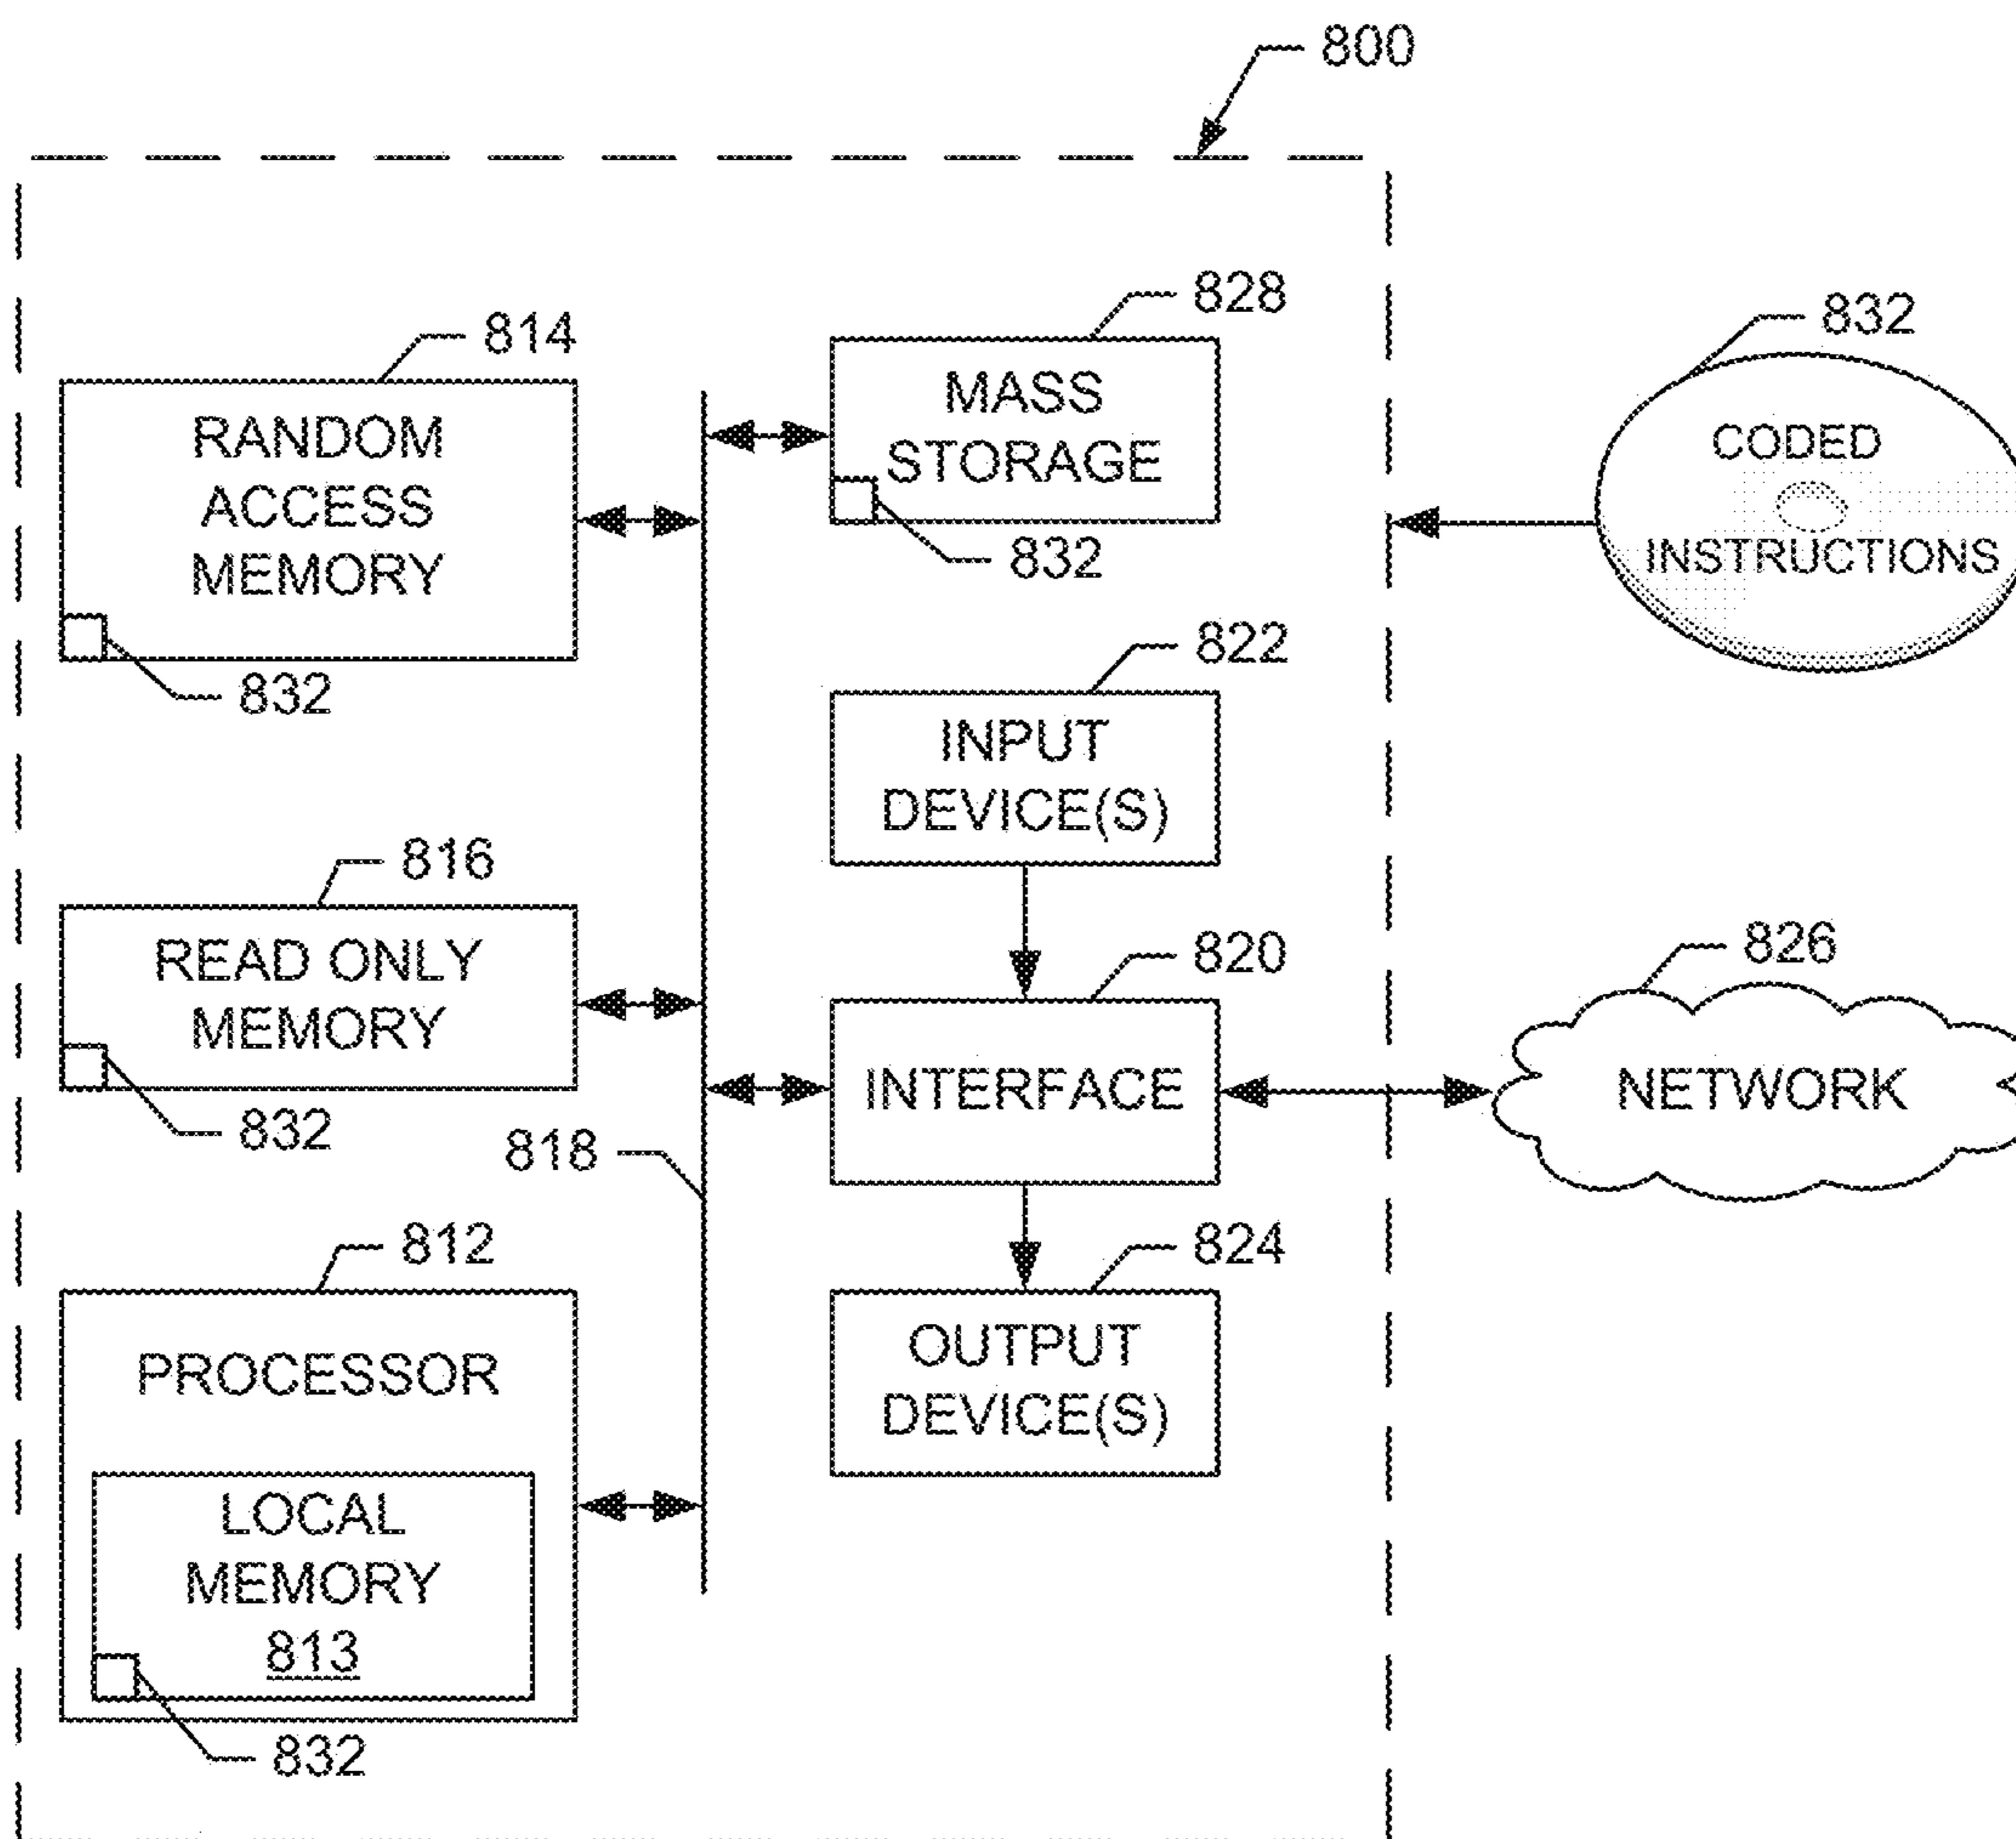 800
828
MASS
STORAGE
832
814
RANDOM
ACCESS
MEMORY
832
832
CODED
INSTRUCTIONS
822
INPUT
DEVICE(S)
816
READ ONLY
MEMORY
832
820
INTERFACE
826
NETWORK
818
812
PROCESSOR
LOCAL
MEMORY
813
832
824
OUTPUT
DEVICE(S)